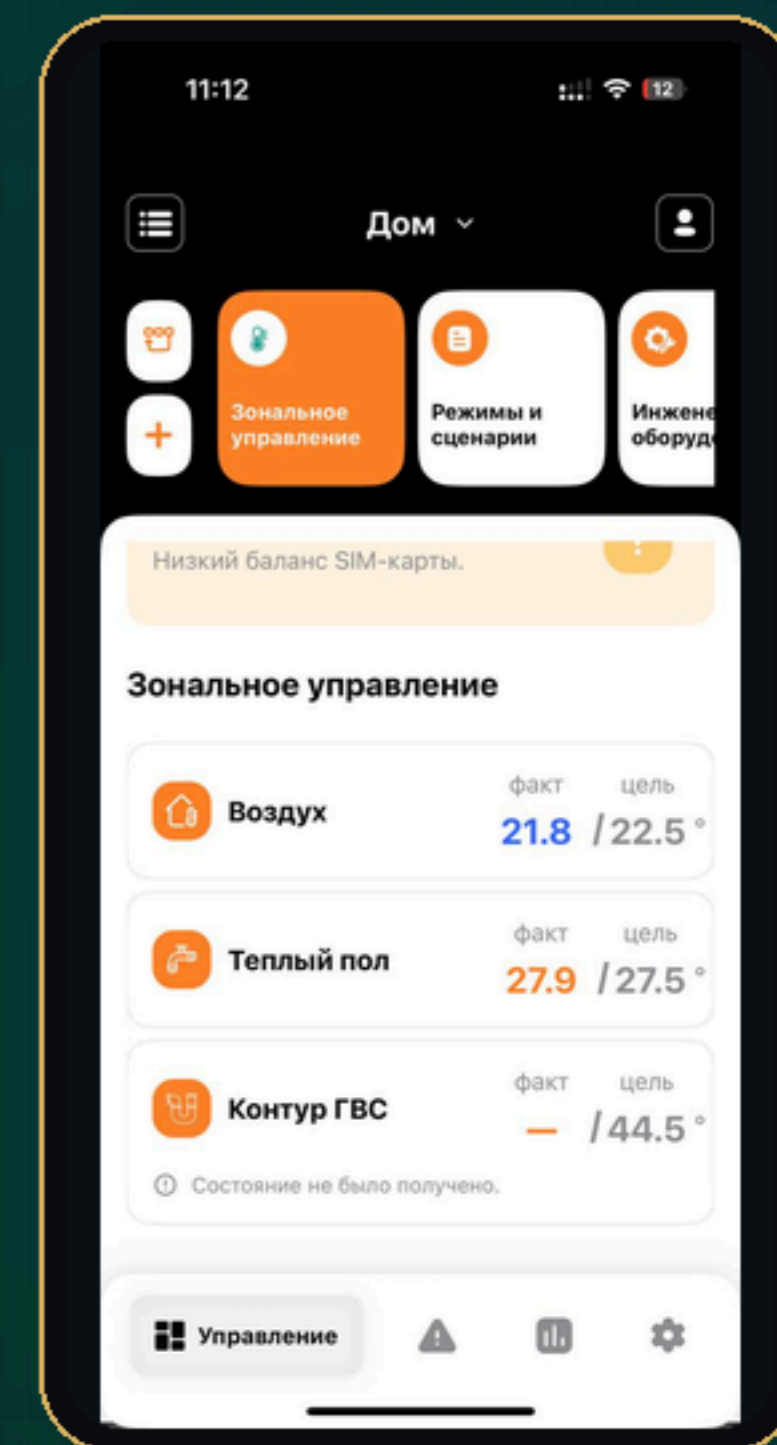 11:12
12
Дом
Зональное
управление
Режимы и
сценарии
Инжене
оборуд
Низкий баланс SIM-карты.
Зональное управление
Воздух
факт цель
21.8 / 22.5 °
Теплый пол
факт цель
27.9 / 27.5 °
Контур ГВС
факт цель
— / 44.5 °
Состояние не было получено.
Управление